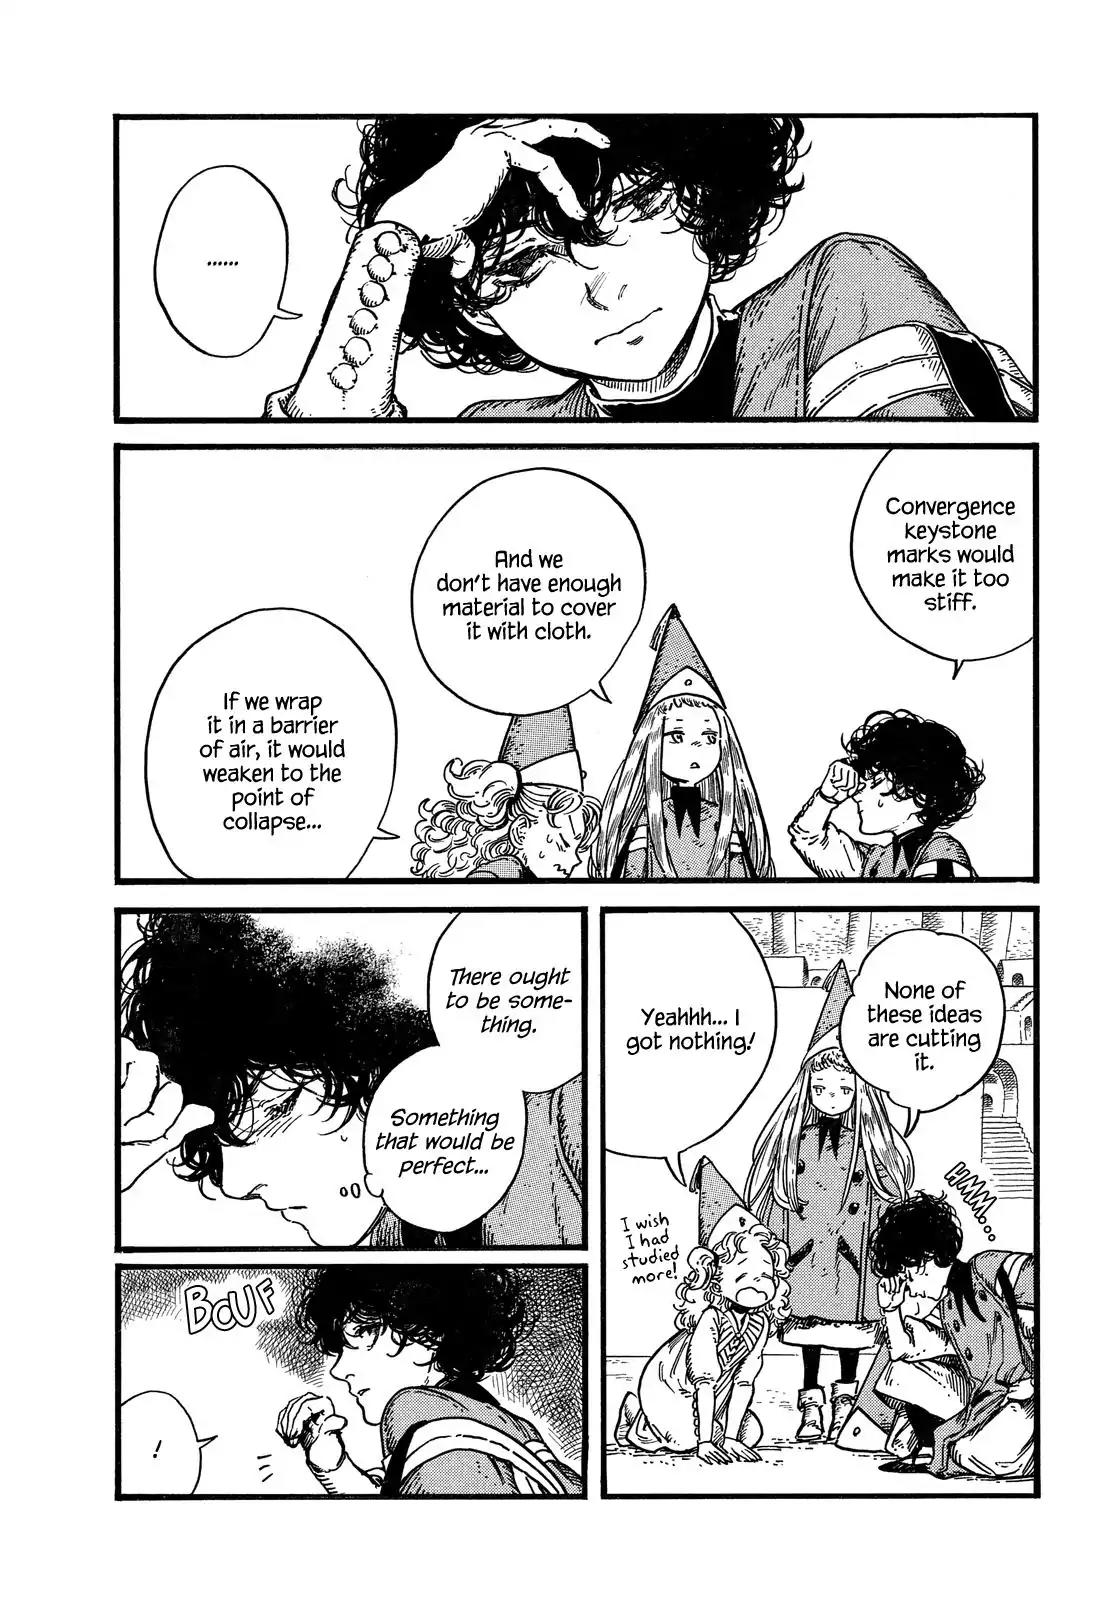 ......
Convergence
keystone
marks would
make it too
stiff.
And we
don't have enough
material to cover
it with cloth.
If we wrap
it in a barrier
of air, it would
weaken to the
point of
collapse...
None of
these ideas
are cutting
it.
Yeahhh... I
got nothing!
HMM...
I wish
I had
studied
more!
There ought
to be some-
thing.
Something
that would be
perfect...
BOUF
!